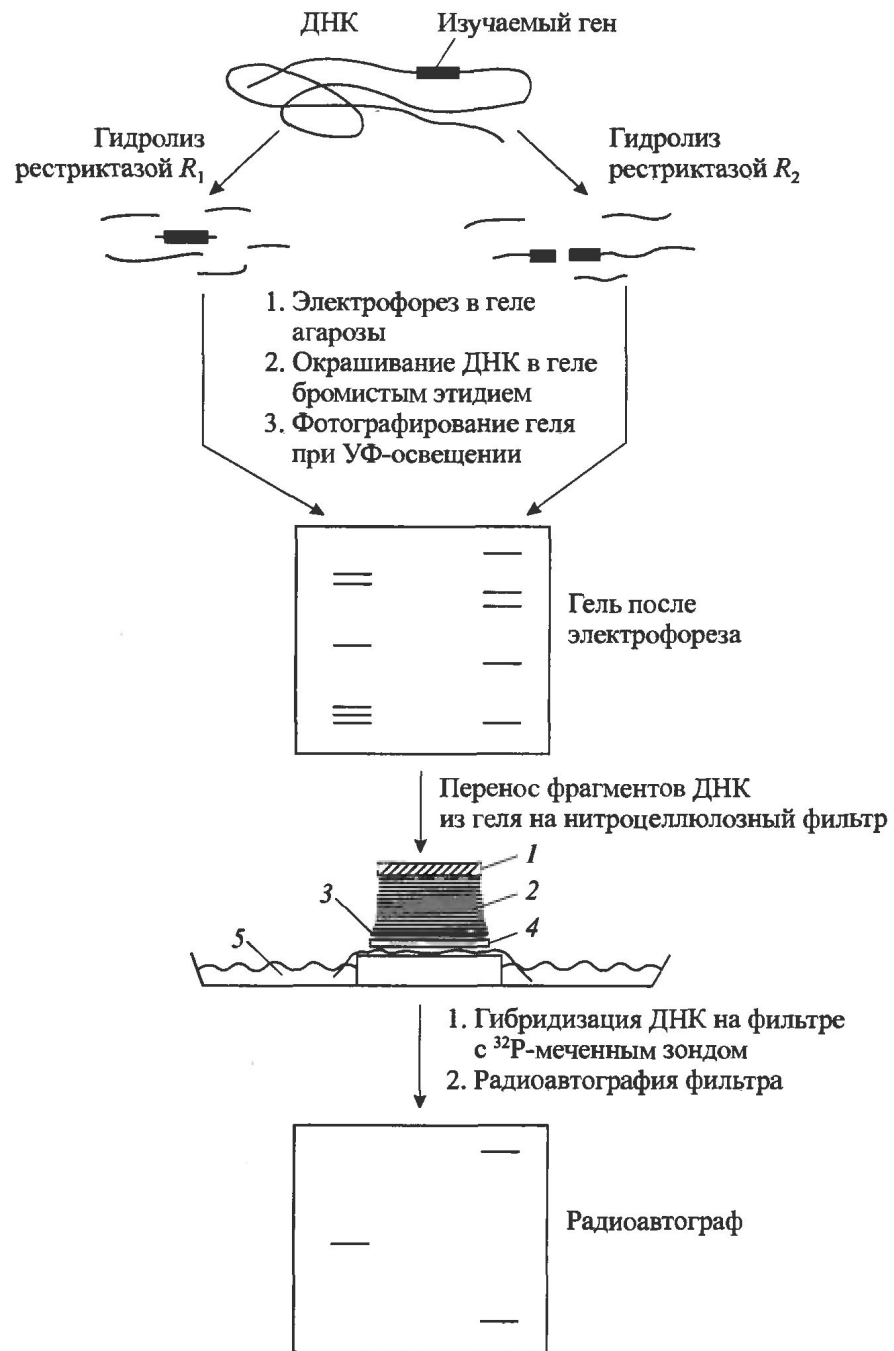 ДНК
Изучаемый ген
Гидролиз
рестриктазой R₁
Гидролиз
рестриктазой R₂
1. Электрофорез в геле
агарозы
2. Окрашивание ДНК в геле
бромистым этидием
3. Фотографирование геля
при УФ-освещении
Гель после
электрофореза
Перенос фрагментов ДНК
из геля на нитроцеллюлозный фильтр
1
2
3
4
5
1. Гибридизация ДНК на фильтре
с ³²P-меченным зондом
2. Радиоавтография фильтра
Радиоавтограф